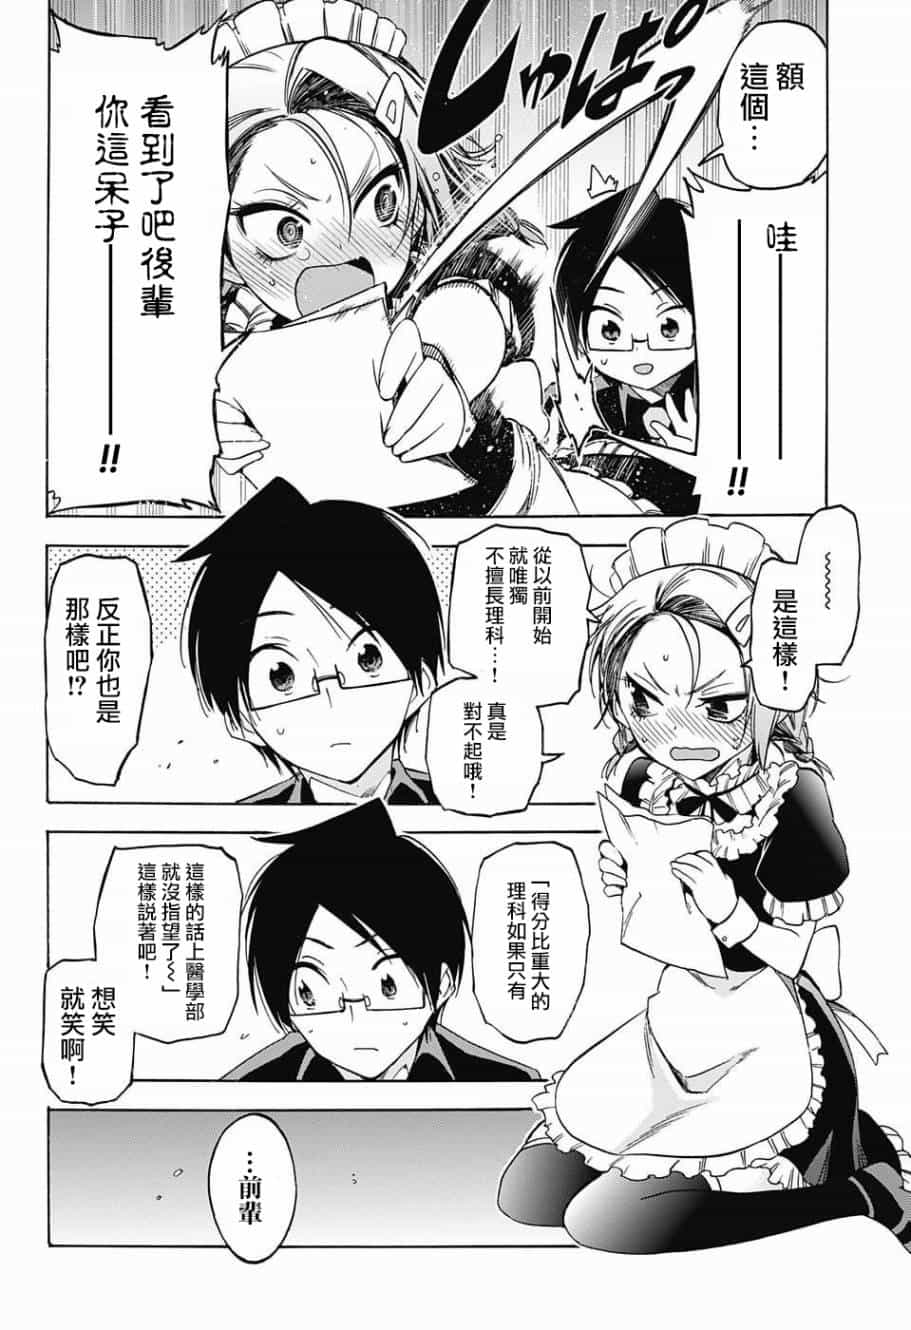 額
這個…
しゅぽっ
哇——!!
看到了吧後輩
你這呆子——!!
~~~~
是這樣！
從以前開始
就唯獨
不擅長理科…！
真是
對不起哦！
反正你也是
那樣吧!?
「得分比重大的
理科如果只有
這樣的話上醫學部
就沒指望了~~」
這樣説著吧！
想笑
就笑啊！
…前輩